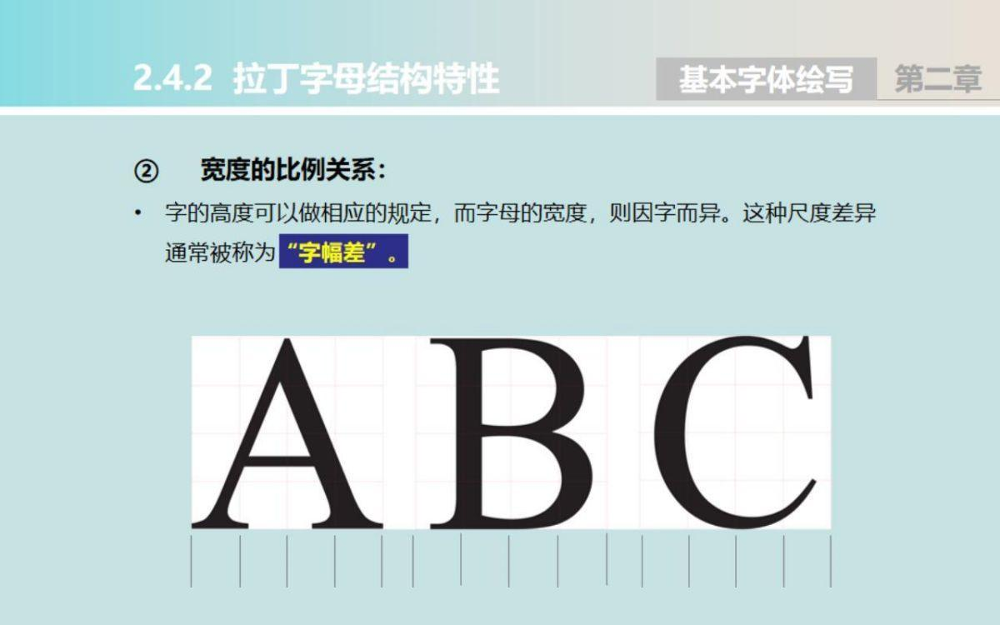 2.4.2 拉丁字母结构特性
基本字体绘写 第二章
② 宽度的比例关系：
• 字的高度可以做相应的规定，而字母的宽度，则因字而异。这种尺度差异
通常被称为“字幅差”。
A B C